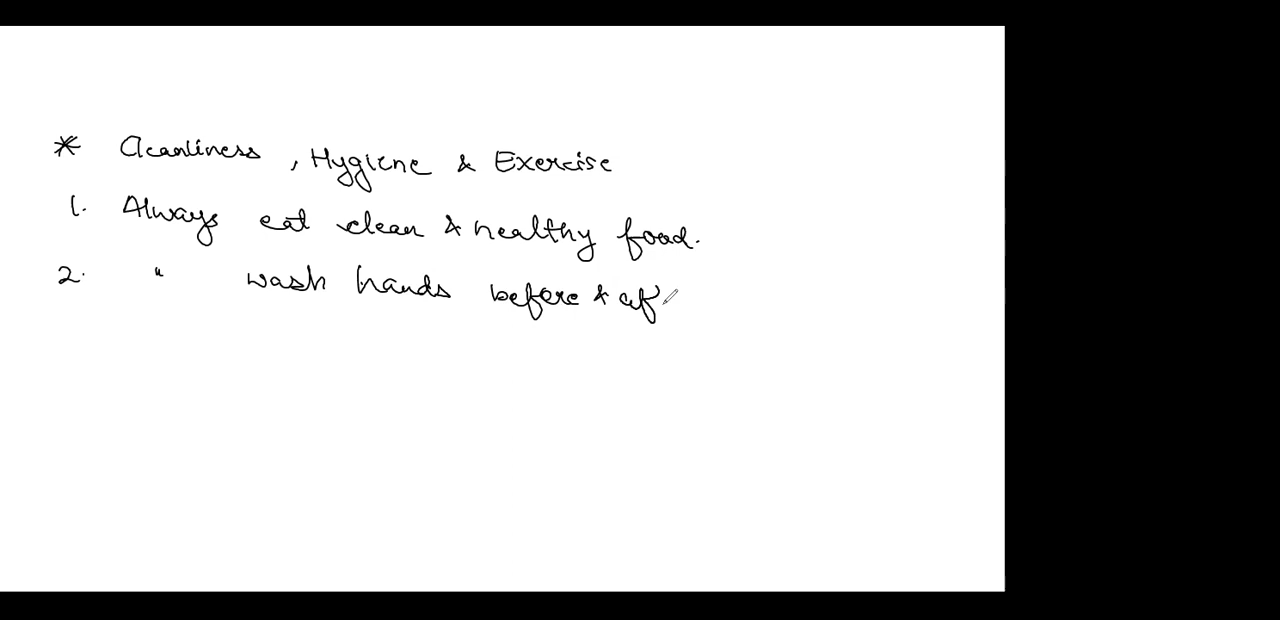 * Cleanliness, Hygiene & Exercise
1. Always eat clean & healthy food.
2. " wash hands before & af